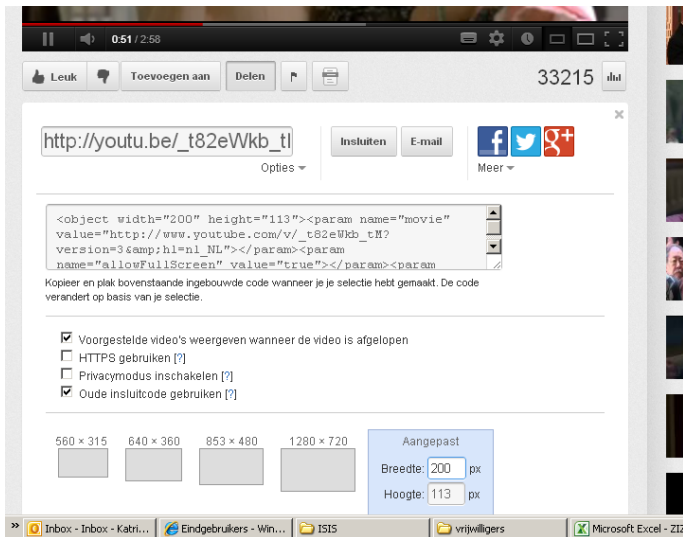 0:51 / 2:58
Leuk Toevoegen aan Delen 33215
http://youtu.be/_t82eWkb_tI Insluiten E-mail
Opties Meer
<object width="200" height="113"><param name="movie"
value="http://www.youtube.com/v/_t82eWkb_tM?
version=3&amp;hl=nl_NL"></param><param
name="allowFullScreen" value="true"></param><param
Kopieer en plak bovenstaande ingebouwde code wanneer je je selectie hebt gemaakt. De code
verandert op basis van je selectie.
Voorgestelde video's weergeven wanneer de video is afgelopen
HTTPS gebruiken [?]
Privacymodus inschakelen [?]
Oude insluitcode gebruiken [?]
560 × 315 640 × 360 853 × 480 1280 × 720 Aangepast
Breedte: 200 px
Hoogte: 113 px
» Inbox - Inbox - Katri... Eindgebruikers - Win... ISIS vrijwilligers Microsoft Excel - ZIZ